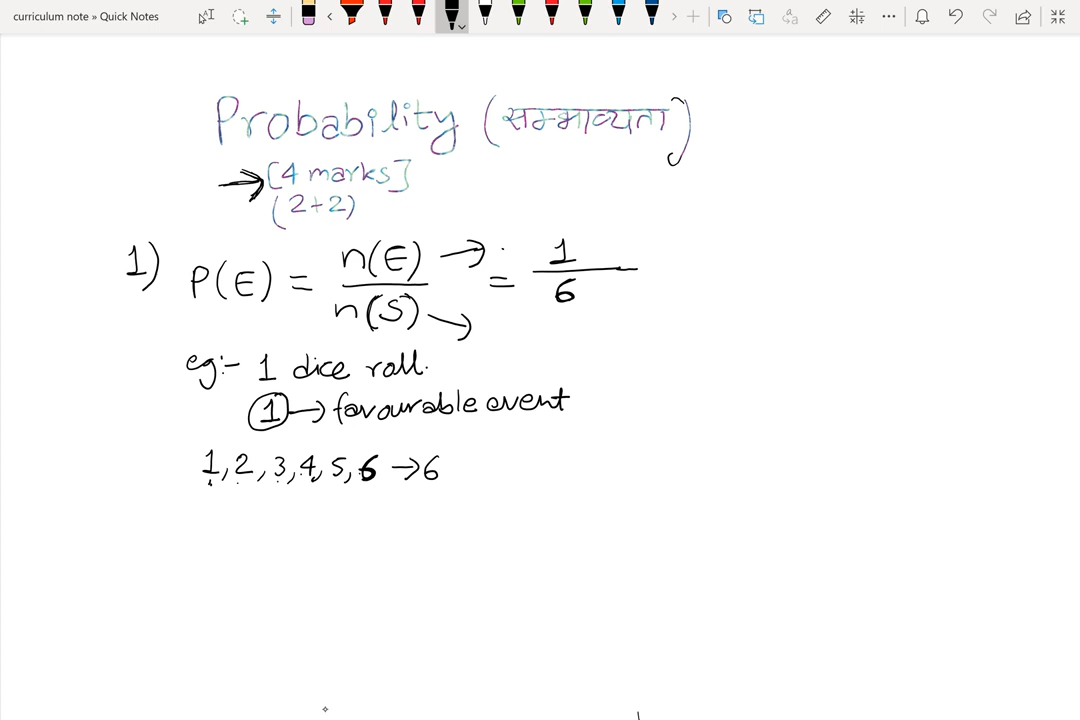 curriculum note » Quick Notes
Probability (सम्भाव्यता)
→ [4 marks]
(2+2)
1) P(E) = n(E) / n(S) → → = 1 / 6
eg:- 1 dice roll.
1 → favourable event
1, 2, 3, 4, 5, 6 → 6